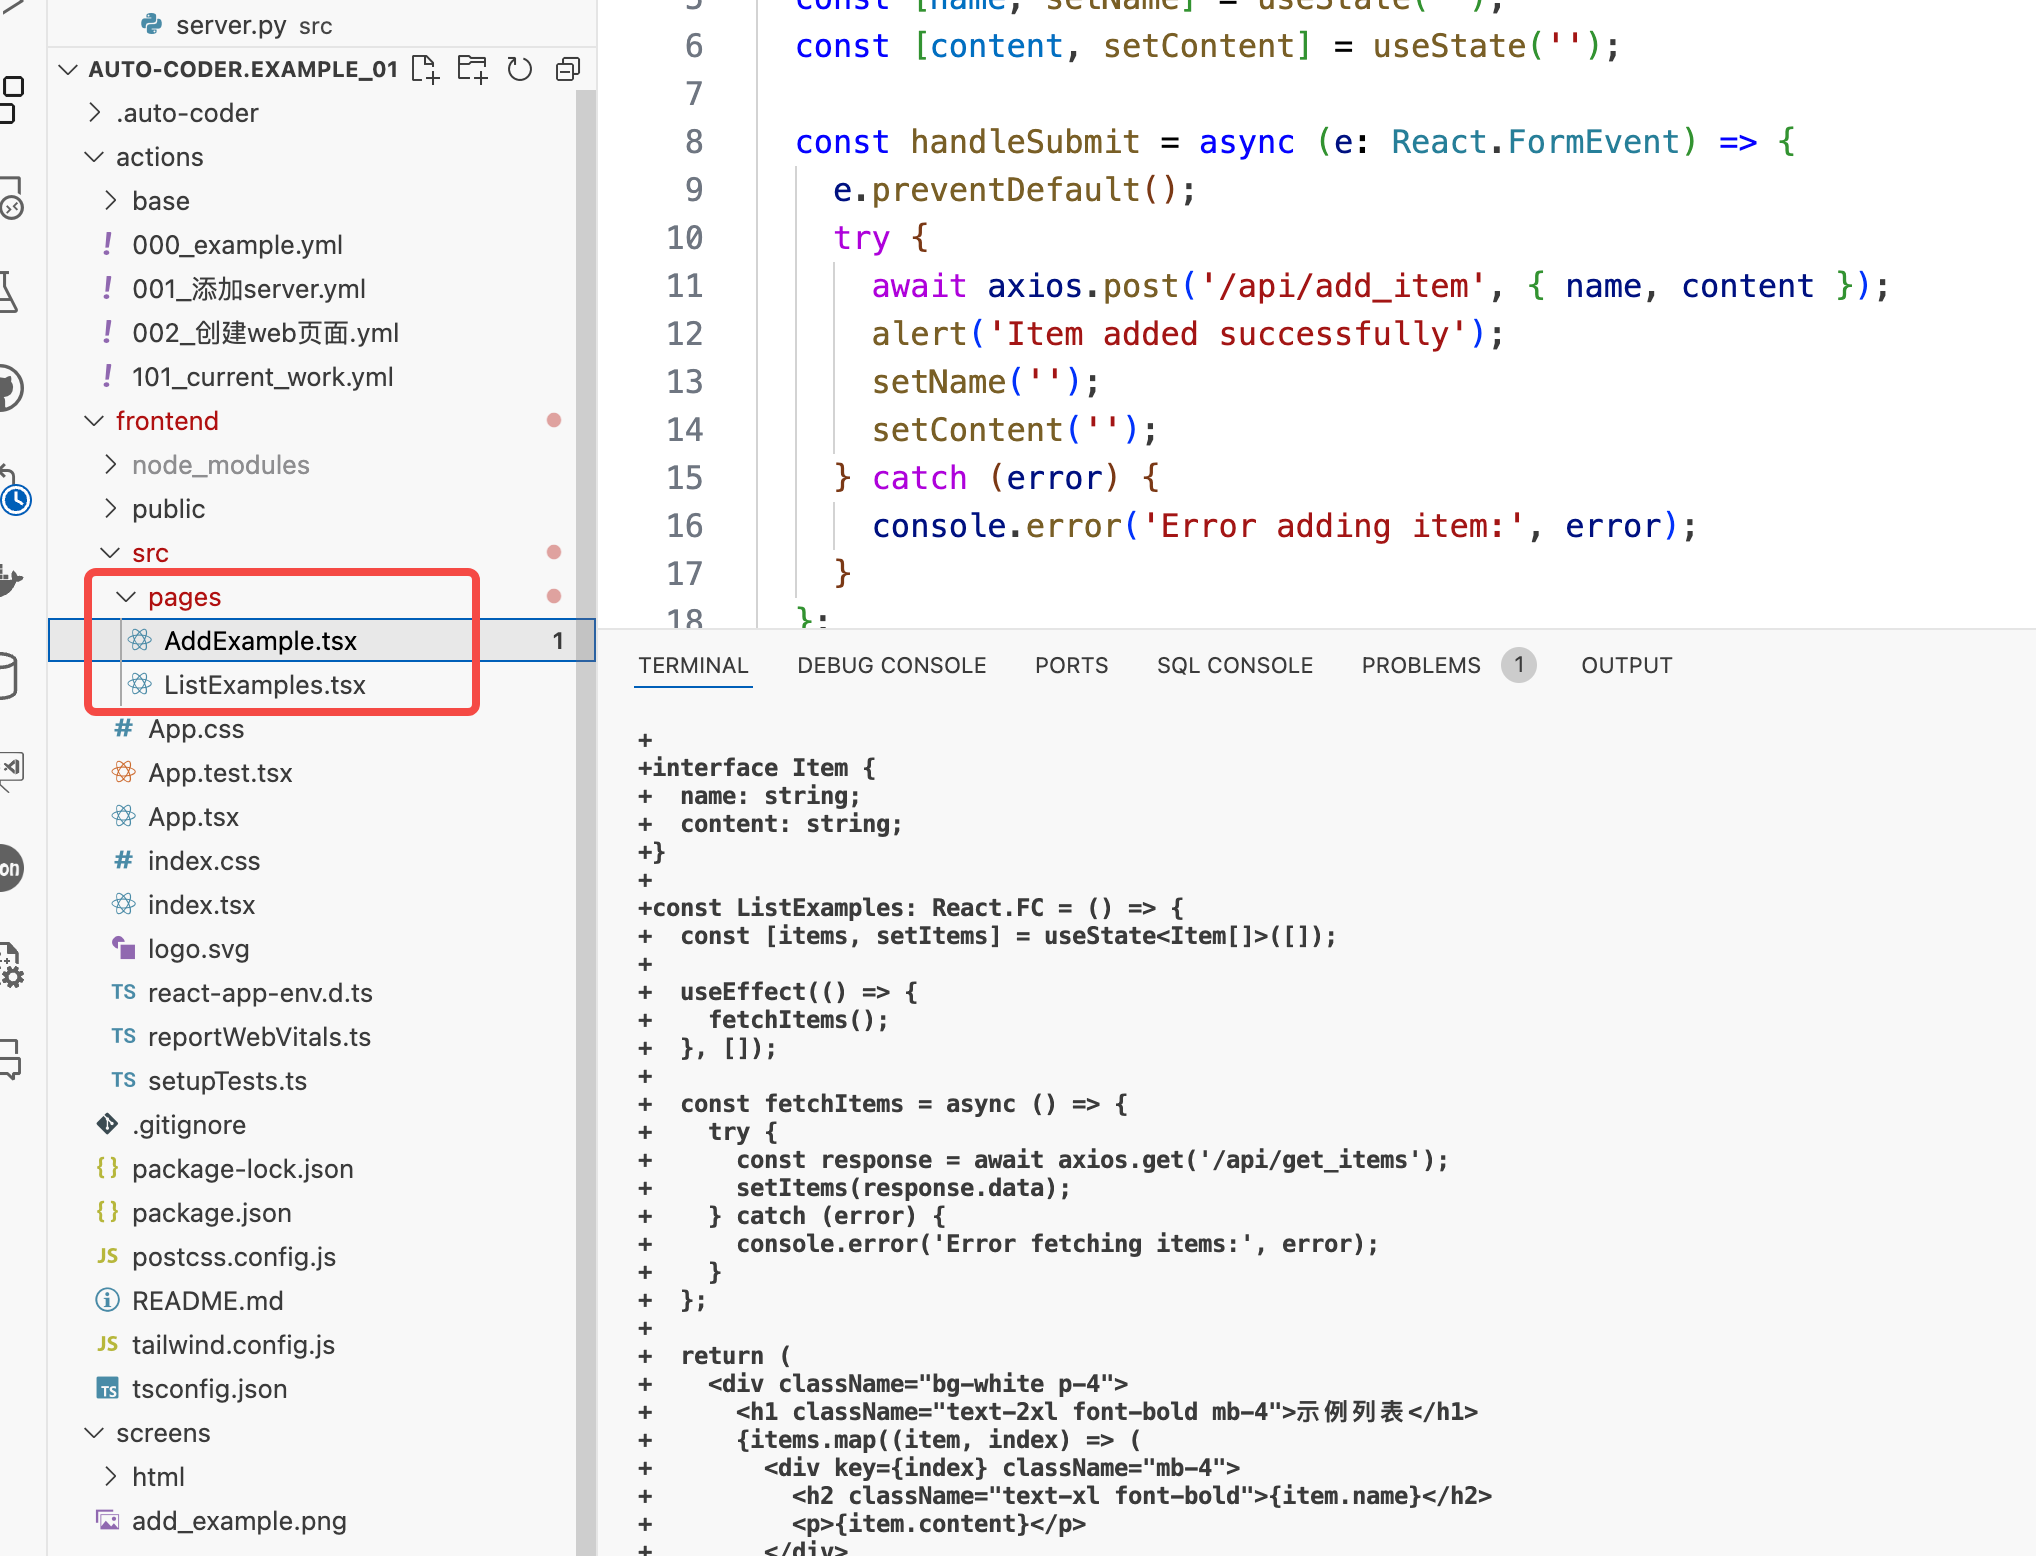 server.py src
AUTO-CODER.EXAMPLE_01
.auto-coder
actions
base
! 000_example.yml
! 001_添加server.yml
! 002_创建web页面.yml
! 101_current_work.yml
frontend
node_modules
public
src
pages
AddExample.tsx 1
ListExamples.tsx
# App.css
App.test.tsx
App.tsx
# index.css
index.tsx
logo.svg
TS react-app-env.d.ts
TS reportWebVitals.ts
TS setupTests.ts
.gitignore
{} package-lock.json
{} package.json
JS postcss.config.js
README.md
JS tailwind.config.js
TS tsconfig.json
screens
html
add_example.png
5 const [name, setName] = useState('');
6 const [content, setContent] = useState('');
7
8 const handleSubmit = async (e: React.FormEvent) => {
9 e.preventDefault();
10 try {
11 await axios.post('/api/add_item', { name, content });
12 alert('Item added successfully');
13 setName('');
14 setContent('');
15 } catch (error) {
16 console.error('Error adding item:', error);
17 }
18 };
TERMINAL DEBUG CONSOLE PORTS SQL CONSOLE PROBLEMS 1 OUTPUT
+
+interface Item {
+  name: string;
+  content: string;
+}
+
+const ListExamples: React.FC = () => {
+  const [items, setItems] = useState<Item[]>([]);
+
+  useEffect(() => {
+    fetchItems();
+  }, []);
+
+  const fetchItems = async () => {
+    try {
+      const response = await axios.get('/api/get_items');
+      setItems(response.data);
+    } catch (error) {
+      console.error('Error fetching items:', error);
+    }
+  };
+
+  return (
+    <div className="bg-white p-4">
+      <h1 className="text-2xl font-bold mb-4">示例列表</h1>
+      {items.map((item, index) => (
+        <div key={index} className="mb-4">
+          <h2 className="text-xl font-bold">{item.name}</h2>
+          <p>{item.content}</p>
+        </div>